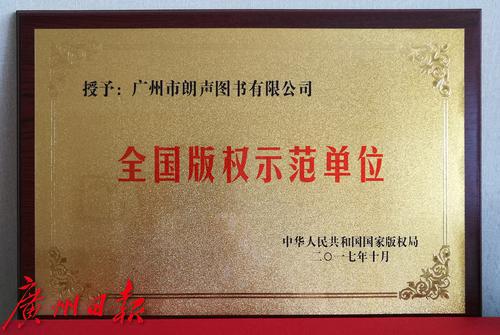 授予：广州市朗声图书有限公司
全国版权示范单位
中华人民共和国国家版权局
二〇一七年十月
广州日报